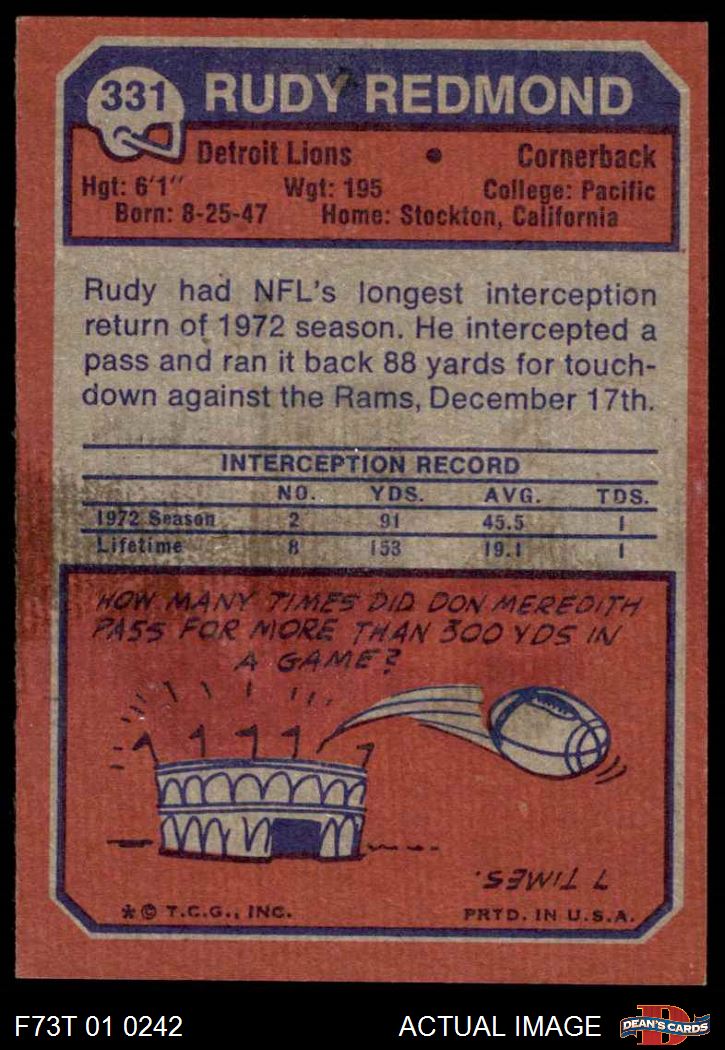 331 RUDY REDMOND
Detroit Lions • Cornerback
Hgt: 6'1" Wgt: 195 College: Pacific
Born: 8-25-47 Home: Stockton, California
Rudy had NFL's longest interception
return of 1972 season. He intercepted a
pass and ran it back 88 yards for touch-
down against the Rams, December 17th.
INTERCEPTION RECORD
NO. YDS. AVG. TDS.
1972 Season 2 91 45.5 1
Lifetime 8 153 19.1 1
HOW MANY TIMES DID DON MEREDITH
PASS FOR MORE THAN 300 YDS IN
A GAME?
7 TIMES.
* © T.C.G., INC. PRTD. IN U.S.A.
F73T 01 0242 ACTUAL IMAGE D DEAN'S CARDS